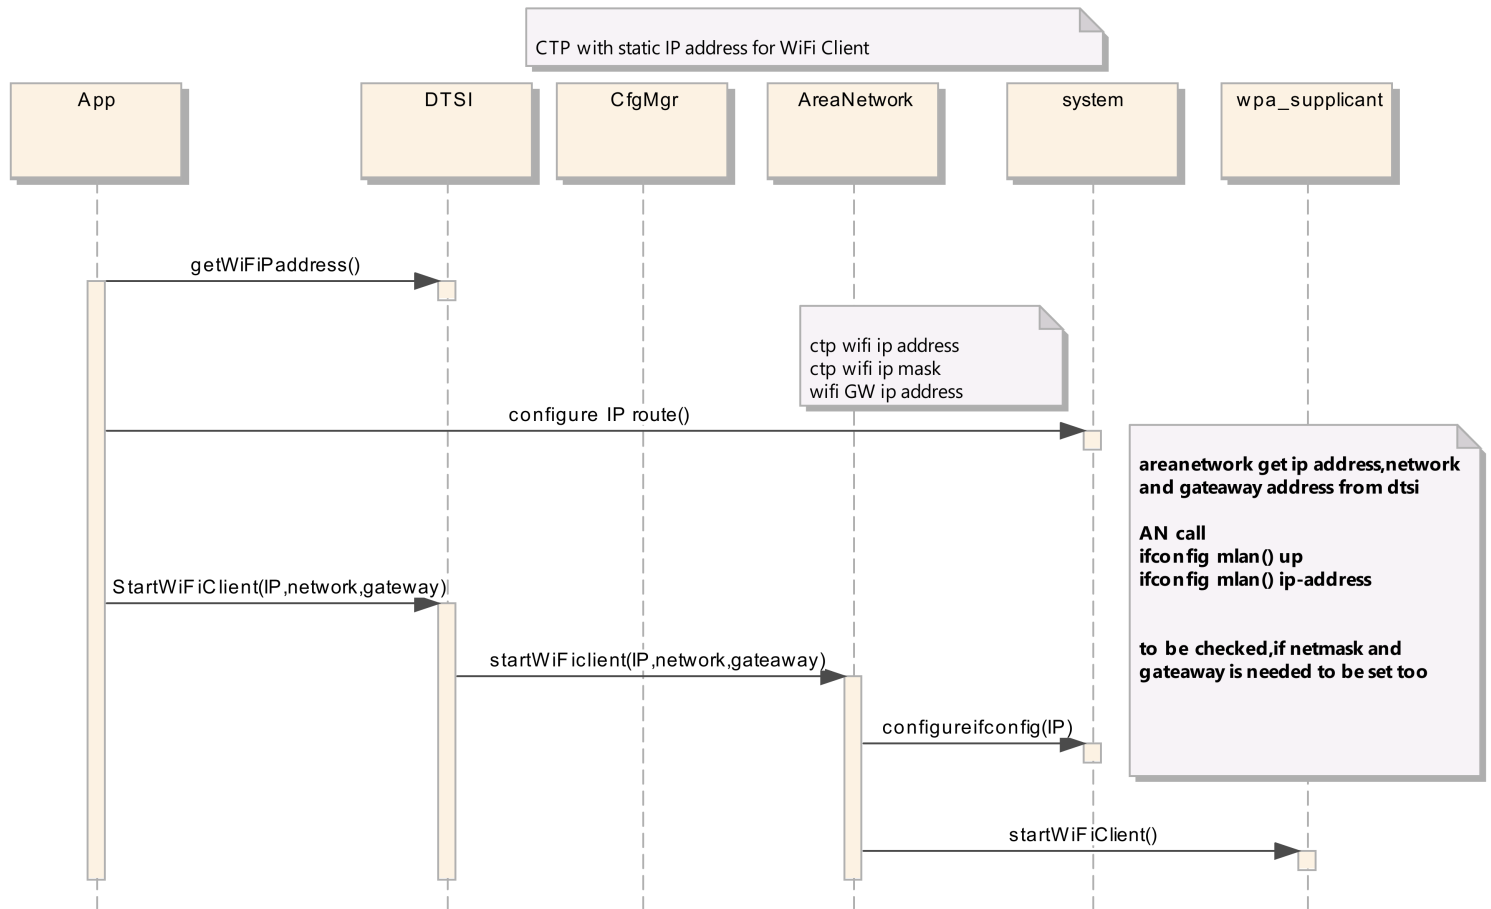 CTP with static IP address for WiFi Client
App
DTSI
CfgMgr
AreaNetwork
system
wpa_supplicant
getWiFiPaddress()
ctp wifi ip address
ctp wifi ip mask
wifi GW ip address
configure IP route()
areanetwork get ip address,network
and gateaway address from dtsi
AN call
ifconfig mlan() up
ifconfig mlan() ip-address
to be checked,if netmask and
gateaway is needed to be set too
StartWiFiClient(IP,network,gateway)
startWiFiclient(IP,network,gateaway)
configureifconfig(IP)
startWiFiClient()